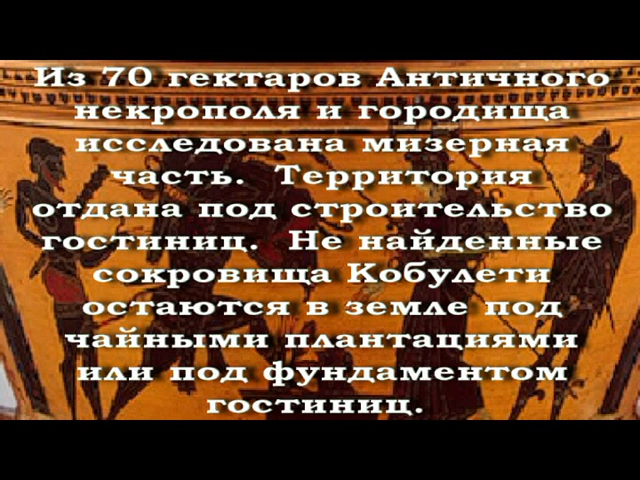 Из 70 гектаров Античного
некрополя и городища
исследована мизерная
часть. Территория
отдана под строительство
гостиниц. Не найденные
сокровища Кобулети
остаются в земле под
чайными плантациями
или под фундаментом
гостиниц.